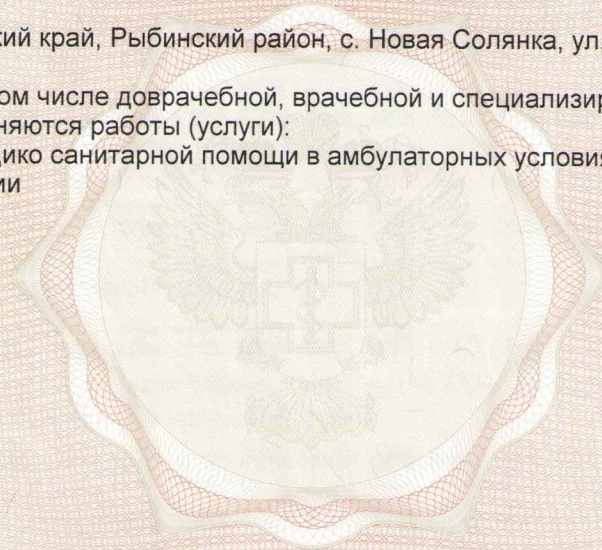 кий край, Рыбинский район, с. Новая Солянка, ул.
ом числе доврачебной, врачебной и специализир
няются работы (услуги):
дико санитарной помощи в амбулаторных условия
ии